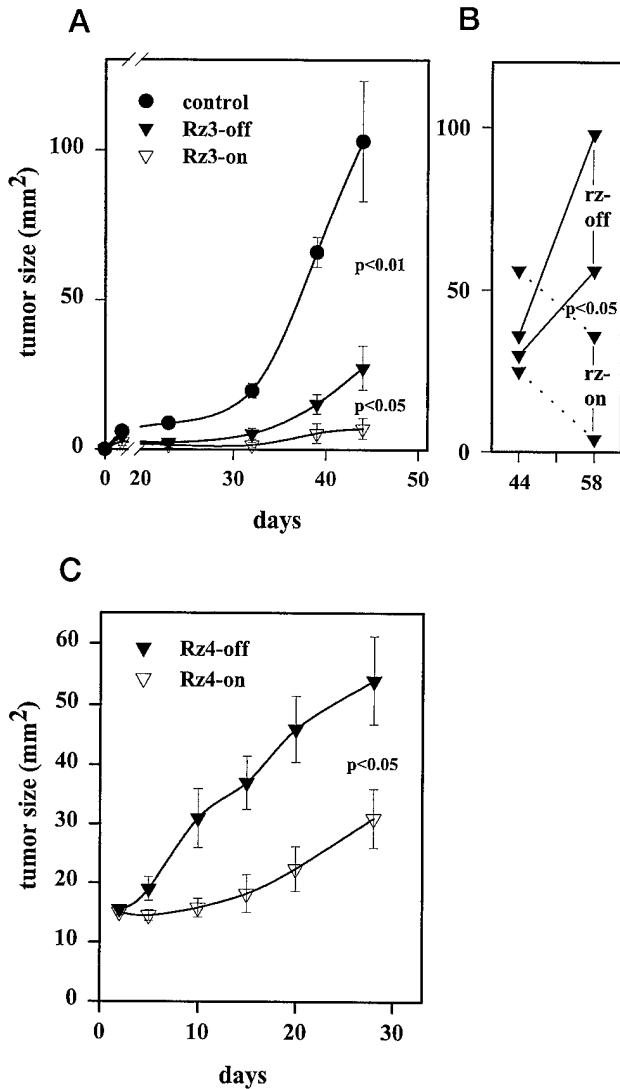 A
B
control
Rz3-off
Rz3-on
tumor size (mm²)
100
50
0
p<0.01
p<0.05
0 20 30 40 50
days
100
50
0
rz-
off
p<0.05
rz-
on
44 58
C
Rz4-off
Rz4-on
tumor size (mm²)
60
50
40
30
20
10
0
p<0.05
0 10 20 30
days